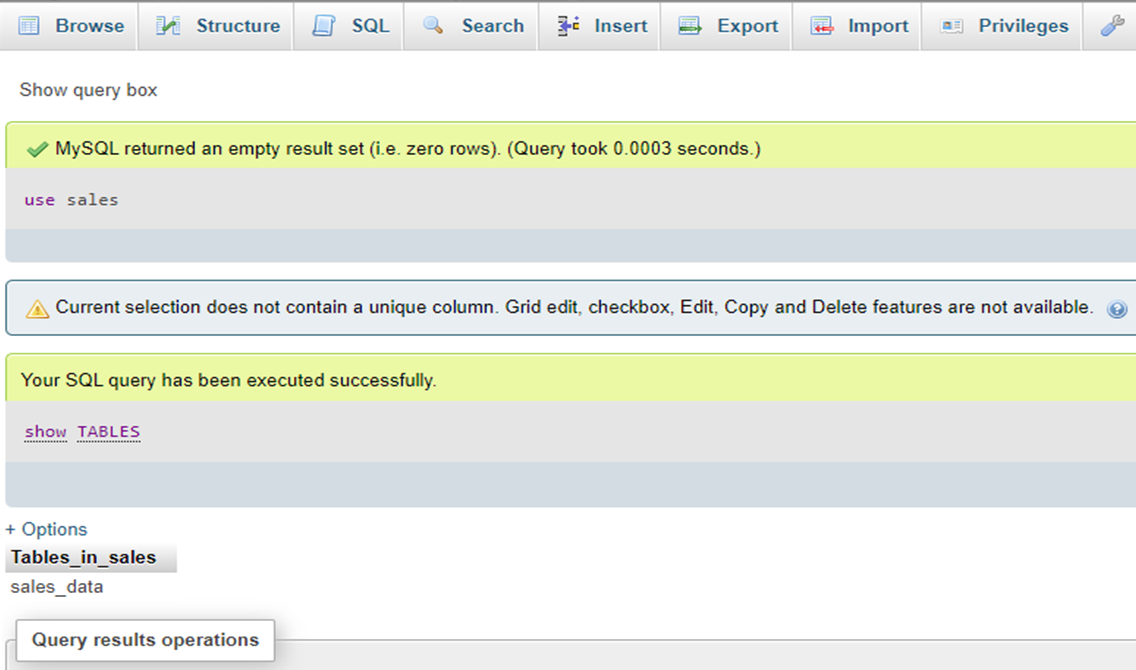 Browse Structure SQL Search Insert Export Import Privileges
Show query box
MySQL returned an empty result set (i.e. zero rows). (Query took 0.0003 seconds.)
use sales
Current selection does not contain a unique column. Grid edit, checkbox, Edit, Copy and Delete features are not available.
Your SQL query has been executed successfully.
show TABLES
+ Options
Tables_in_sales
sales_data
Query results operations